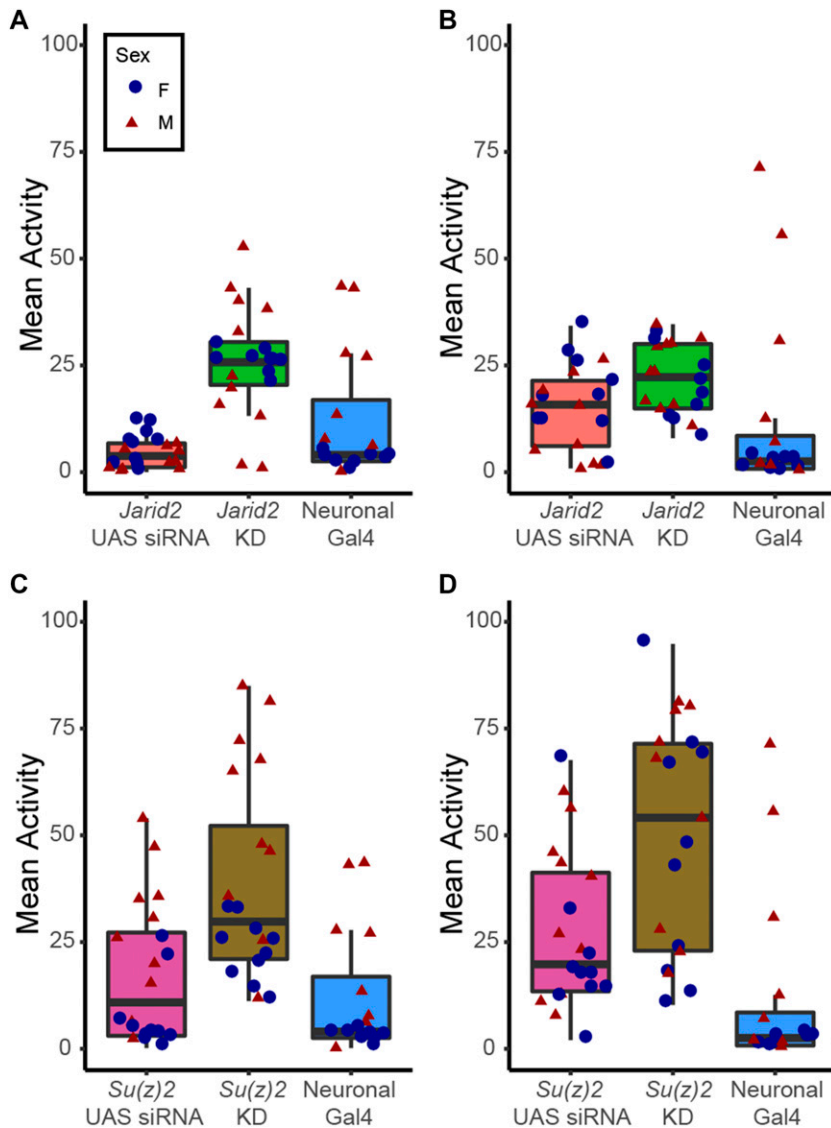 A
100
Sex
F
M
75
50
25
0
Mean Actvity
Jarid2
UAS siRNA
Jarid2
KD
Neuronal
Gal4
B
100
75
50
25
0
Mean Activity
Jarid2
UAS siRNA
Jarid2
KD
Neuronal
Gal4
C
100
75
50
25
0
Mean Activity
Su(z)2
UAS siRNA
Su(z)2
KD
Neuronal
Gal4
D
100
75
50
25
0
Mean Activity
Su(z)2
UAS siRNA
Su(z)2
KD
Neuronal
Gal4